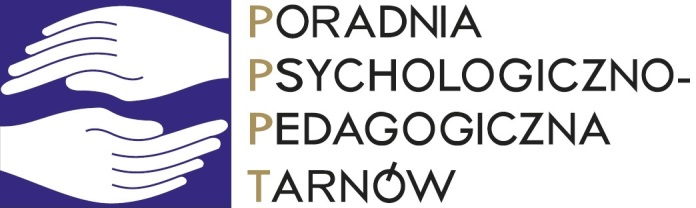 PORADNIA
PSYCHOLOGICZNO-
PEDAGOGICZNA
TARNÓW